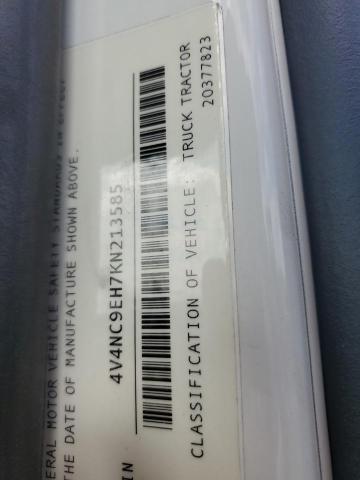 ERAL MOTOR VEHICLE SAFETY STANDARDS IN EFFECT
THE DATE OF MANUFACTURE SHOWN ABOVE.
IN 4V4NC9EH7KN213585
CLASSIFICATION OF VEHICLE: TRUCK TRACTOR
20377823